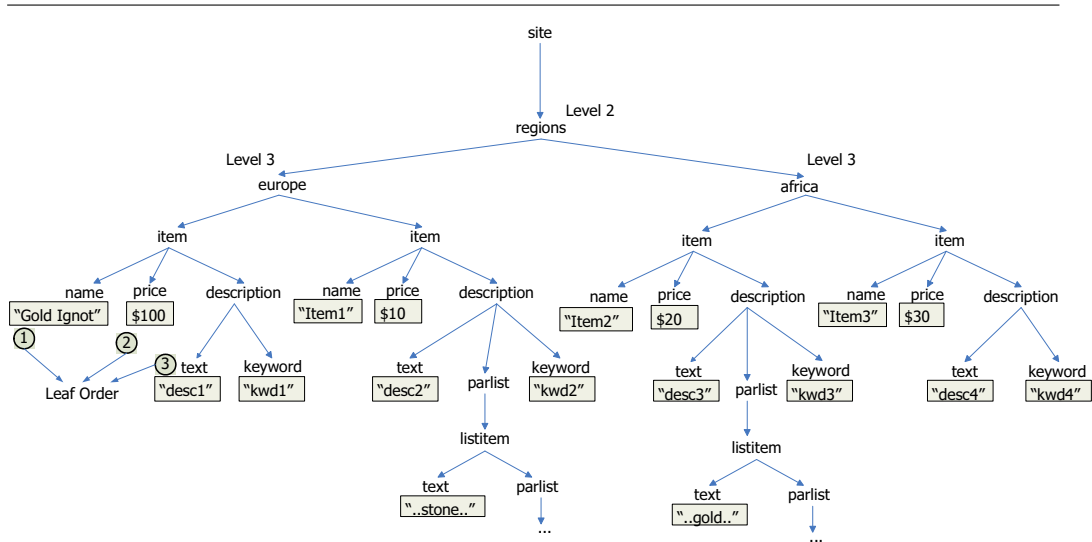 site
Level 2
regions
Level 3 Level 3
europe africa
item item item item
name price description name price description name price description name price description
“Gold Ignot” $100 “Item1” $10 “Item2” $20 “Item3” $30
1 2 3
Leaf Order
text keyword text parlist keyword text parlist keyword text keyword
“desc1” “kwd1” “desc2” “kwd2” “desc3” “kwd3” “desc4” “kwd4”
listitem listitem
text parlist text parlist
“..stone..” “..gold..”
... ...